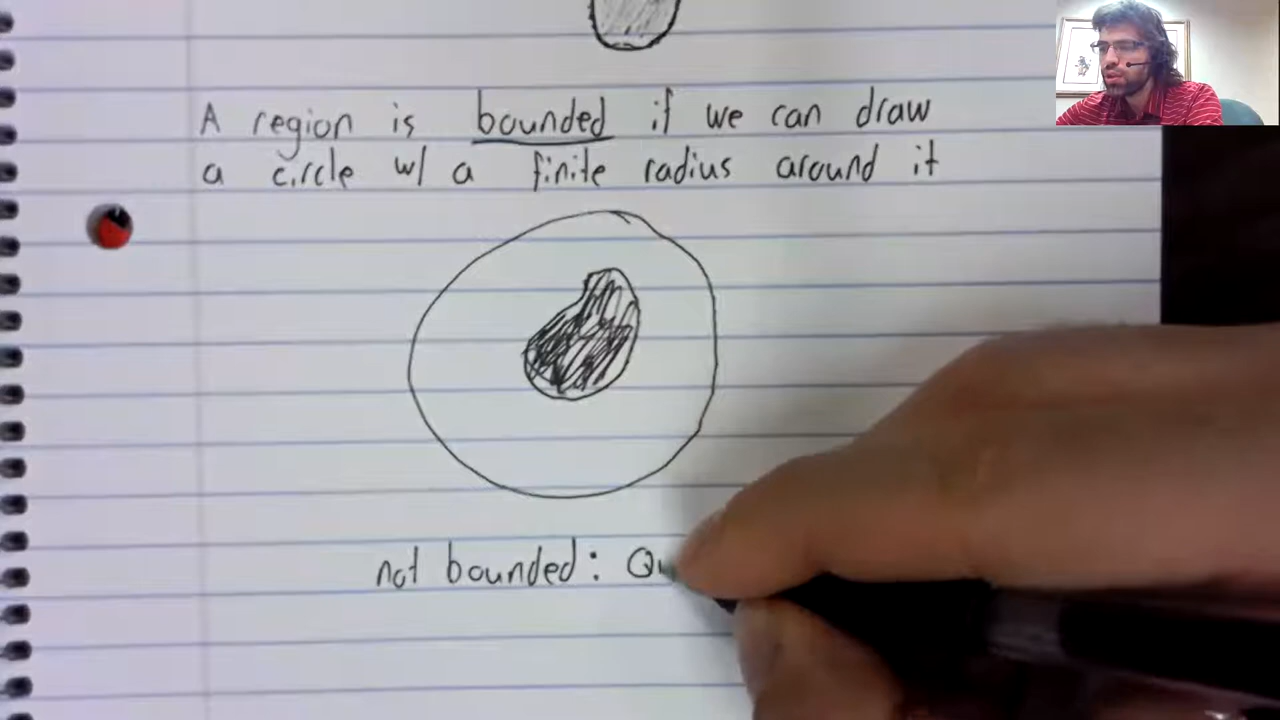 A region is bounded if we can draw
a circle w/ a finite radius around it
not bounded: